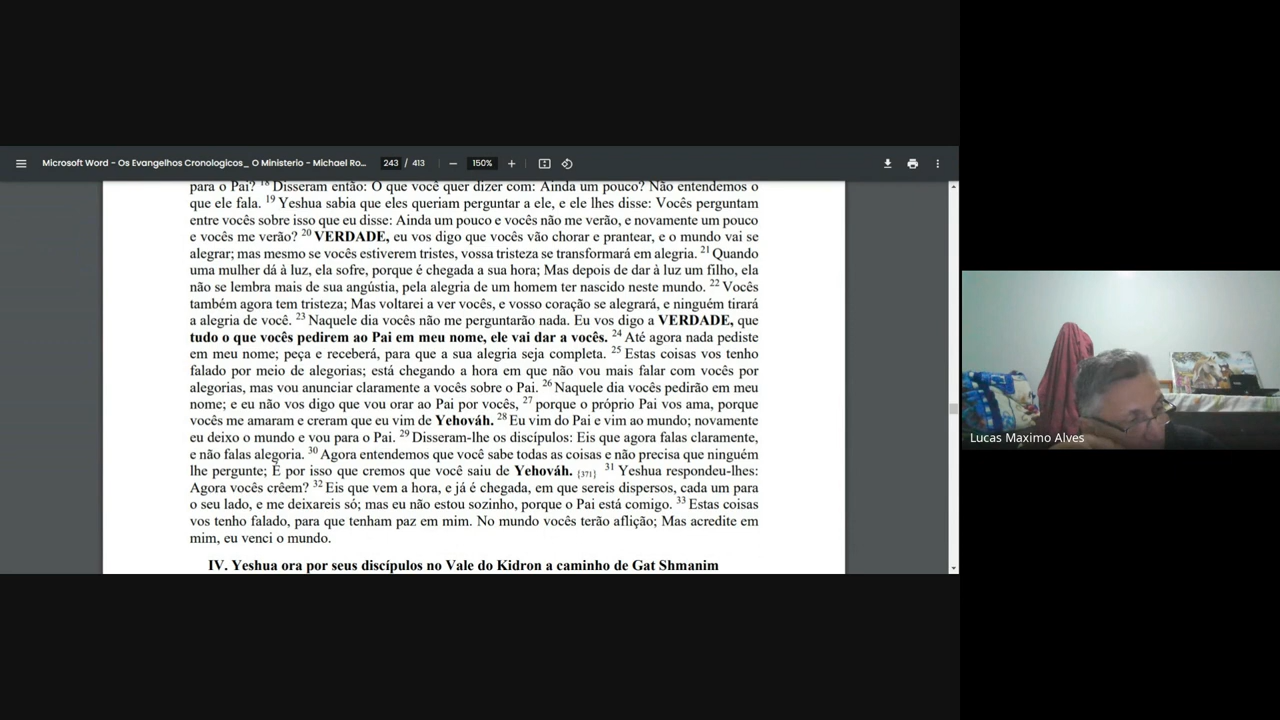 Microsoft Word - Os Evangelhos Cronologicos_ O Ministerio - Michael Ro... 243 / 413 150%
para o Pai? 18 Disseram então: O que você quer dizer com: Ainda um pouco? Não entendemos o
que ele fala. 19 Yeshua sabia que eles queriam perguntar a ele, e ele lhes disse: Vocês perguntam
entre vocês sobre isso que eu disse: Ainda um pouco e vocês não me verão, e novamente um pouco
e vocês me verão? 20 VERDADE, eu vos digo que vocês vão chorar e prantear, e o mundo vai se
alegrar; mas mesmo se vocês estiverem tristes, vossa tristeza se transformará em alegria. 21 Quando
uma mulher dá à luz, ela sofre, porque é chegada a sua hora; Mas depois de dar à luz um filho, ela
não se lembra mais de sua angústia, pela alegria de um homem ter nascido neste mundo. 22 Vocês
também agora tem tristeza; Mas voltarei a ver vocês, e vosso coração se alegrará, e ninguém tirará
a alegria de você. 23 Naquele dia vocês não me perguntarão nada. Eu vos digo a VERDADE, que
tudo o que vocês pedirem ao Pai em meu nome, ele vai dar a vocês. 24 Até agora nada pediste
em meu nome; peça e receberá, para que a sua alegria seja completa. 25 Estas coisas vos tenho
falado por meio de alegorias; está chegando a hora em que não vou mais falar com vocês por
alegorias, mas vou anunciar claramente a vocês sobre o Pai. 26 Naquele dia vocês pedirão em meu
nome; e eu não vos digo que vou orar ao Pai por vocês, 27 porque o próprio Pai vos ama, porque
vocês me amaram e creram que eu vim de Yehováh. 28 Eu vim do Pai e vim ao mundo; novamente
eu deixo o mundo e vou para o Pai. 29 Disseram-lhe os discípulos: Eis que agora falas claramente,
e não falas alegoria. 30 Agora entendemos que você sabe todas as coisas e não precisa que ninguém
lhe pergunte; É por isso que cremos que você saiu de Yehováh. {371} 31 Yeshua respondeu-lhes:
Agora vocês crêem? 32 Eis que vem a hora, e já é chegada, em que sereis dispersos, cada um para
o seu lado, e me deixareis só; mas eu não estou sozinho, porque o Pai está comigo. 33 Estas coisas
vos tenho falado, para que tenham paz em mim. No mundo vocês terão aflição; Mas acredite em
mim, eu venci o mundo.
IV. Yeshua ora por seus discípulos no Vale do Kidron a caminho de Gat Shmanim
Lucas Maximo Alves